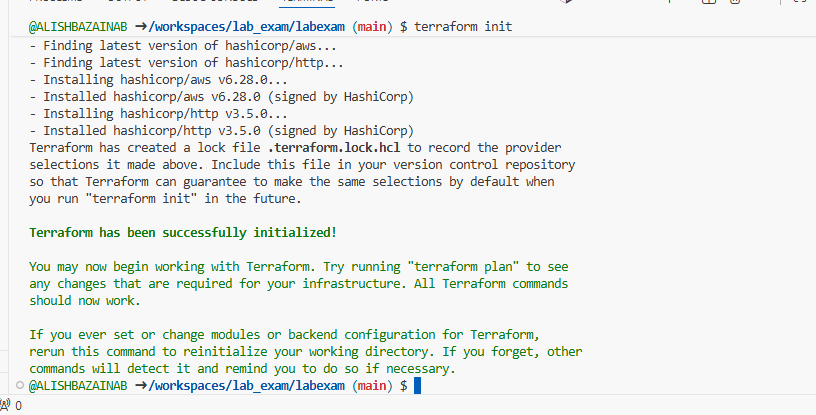 @ALISHBAZAINAB ➜/workspaces/lab_exam/labexam (main) $ terraform init
- Finding latest version of hashicorp/aws...
- Finding latest version of hashicorp/http...
- Installing hashicorp/aws v6.28.0...
- Installed hashicorp/aws v6.28.0 (signed by HashiCorp)
- Installing hashicorp/http v3.5.0...
- Installed hashicorp/http v3.5.0 (signed by HashiCorp)
Terraform has created a lock file .terraform.lock.hcl to record the provider
selections it made above. Include this file in your version control repository
so that Terraform can guarantee to make the same selections by default when
you run "terraform init" in the future.
Terraform has been successfully initialized!
You may now begin working with Terraform. Try running "terraform plan" to see
any changes that are required for your infrastructure. All Terraform commands
should now work.
If you ever set or change modules or backend configuration for Terraform,
rerun this command to reinitialize your working directory. If you forget, other
commands will detect it and remind you to do so if necessary.
@ALISHBAZAINAB ➜/workspaces/lab_exam/labexam (main) $
0